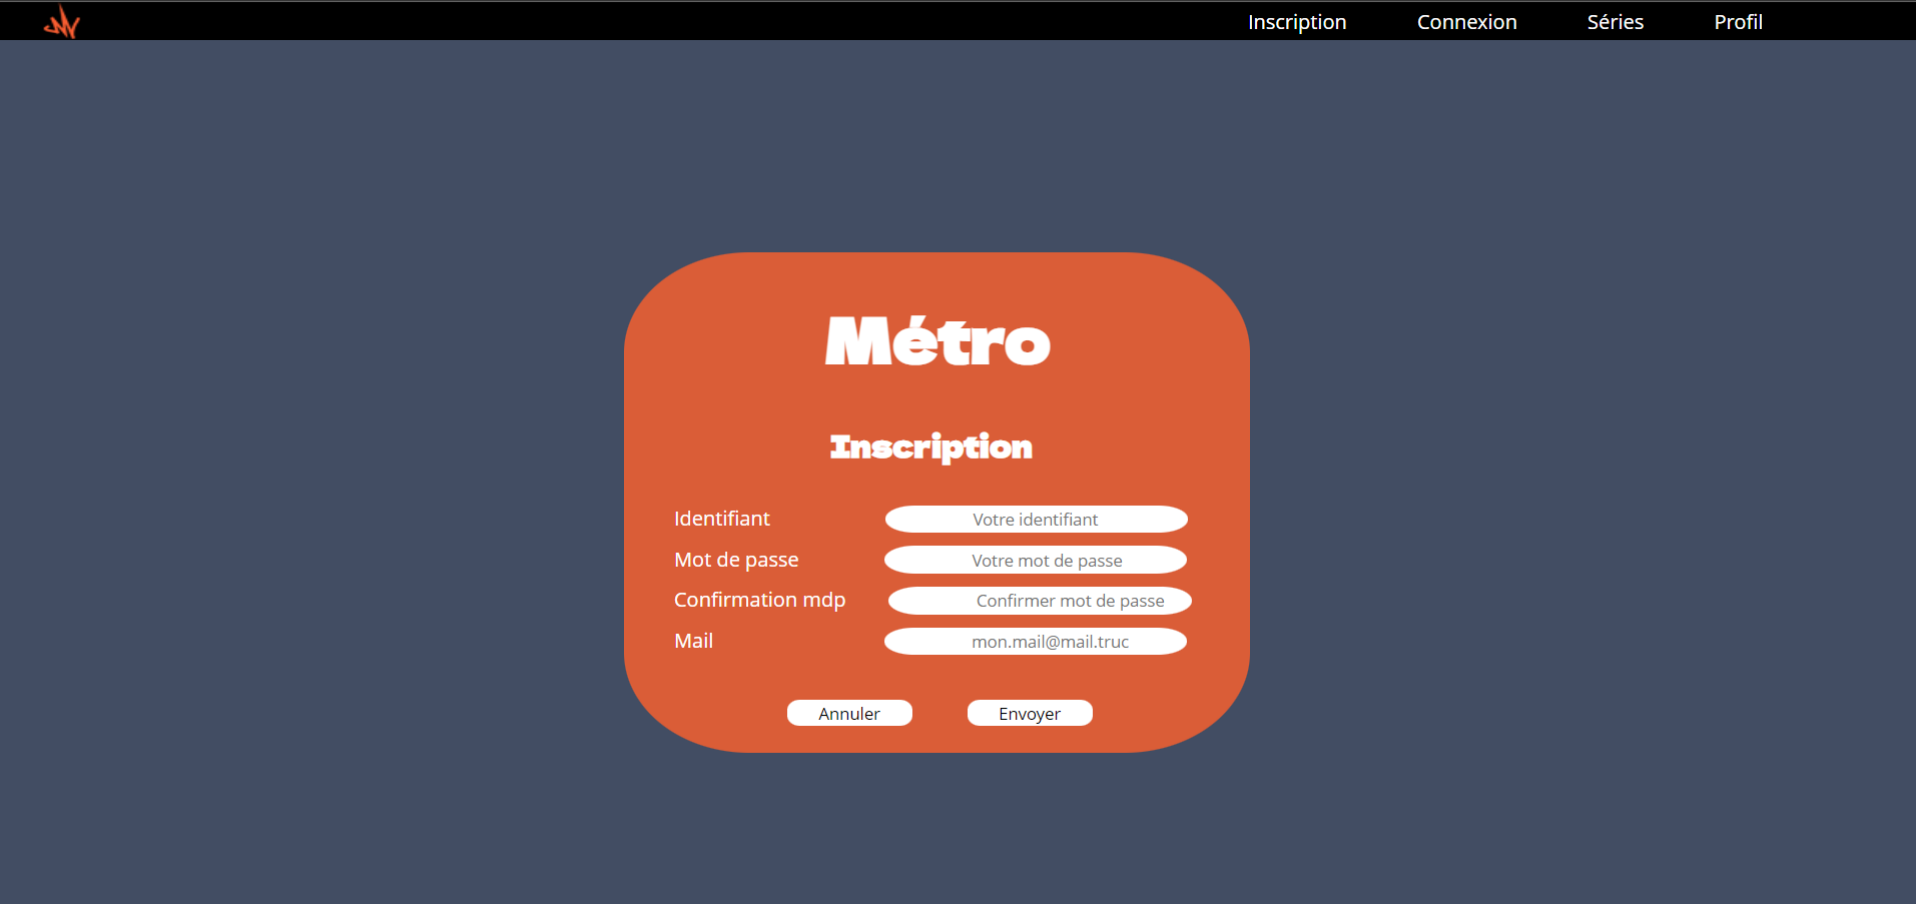 Inscription Connexion Séries Profil
Métro
Inscription
Identifiant Votre identifiant
Mot de passe Votre mot de passe
Confirmation mdp Confirmer mot de passe
Mail mon.mail@mail.truc
Annuler Envoyer